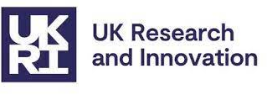 UK
RI
UK Research
and Innovation